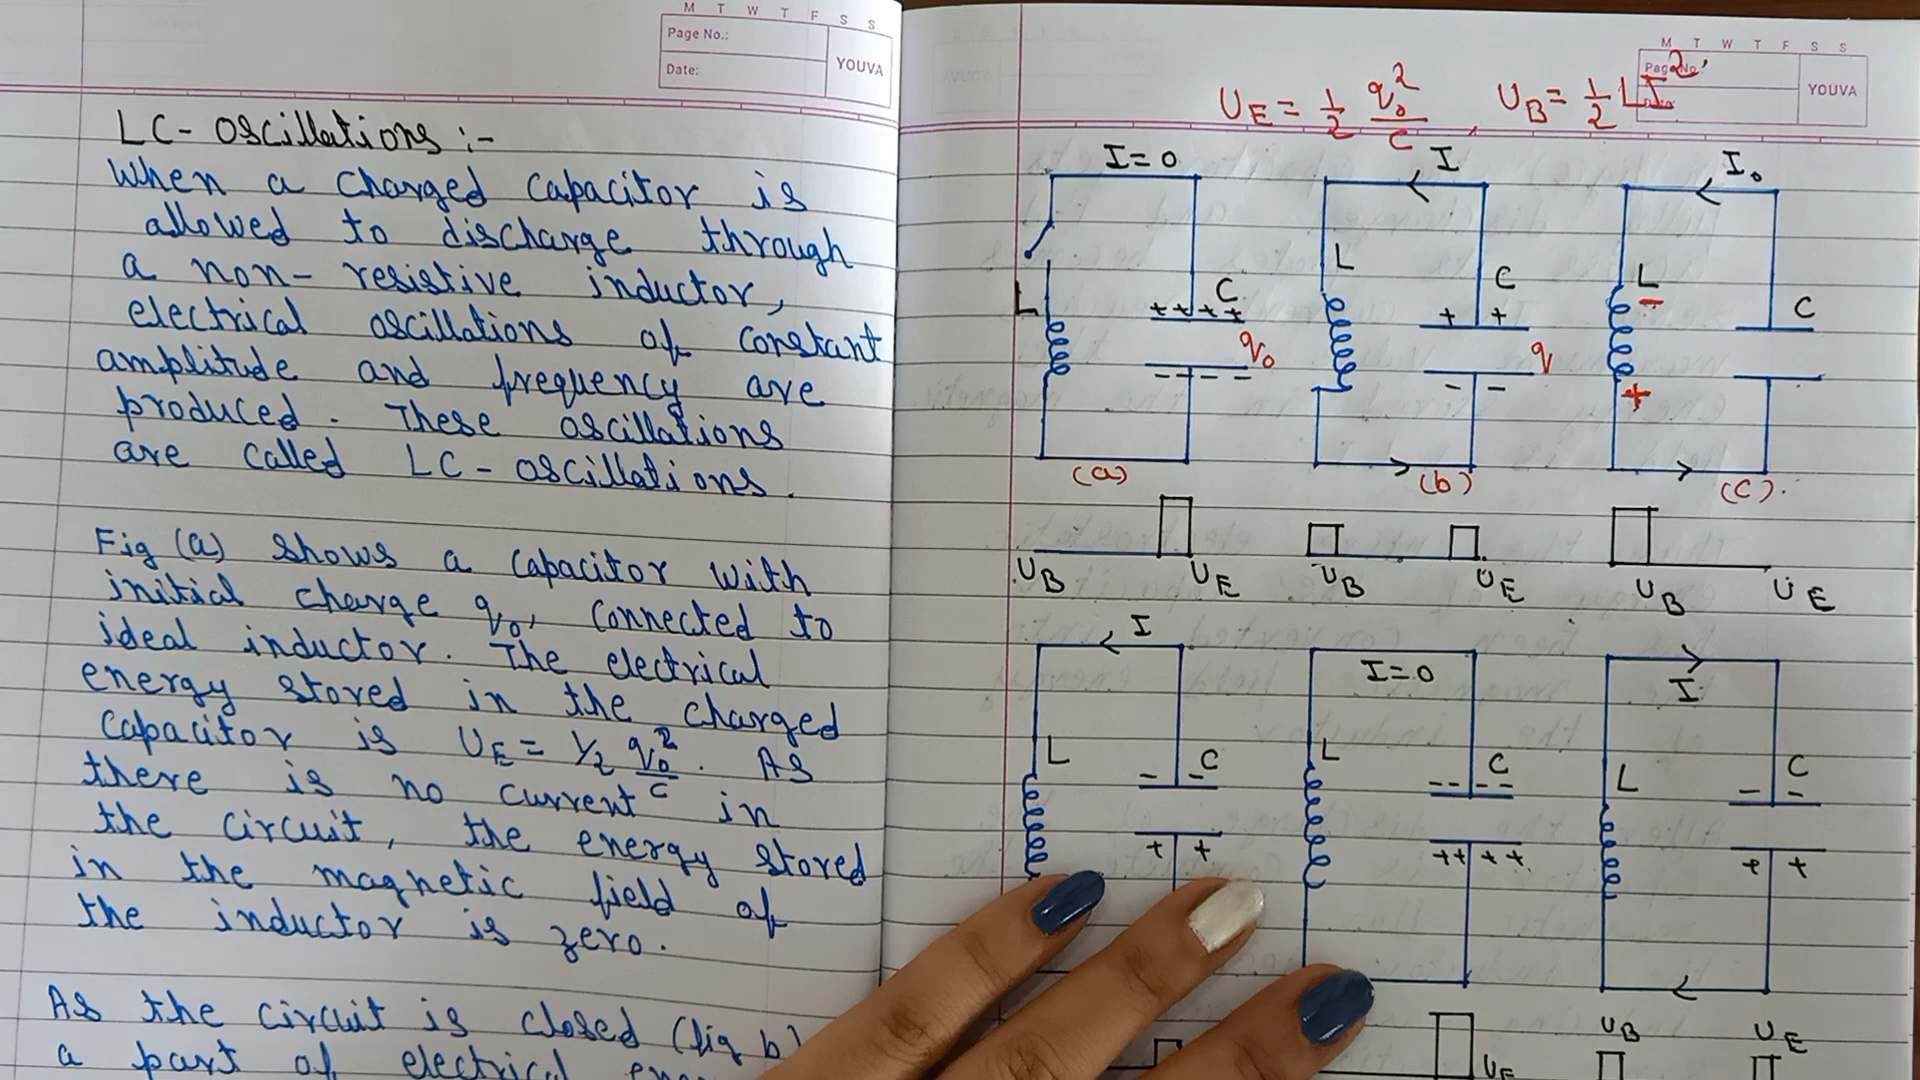 M T W T F S S
Page No.:
Date:
YOUVA
LC- Oscillations :-
When a charged capacitor is
allowed to discharge through
a non- resistive inductor,
electrical oscillations of constant
amplitude and frequency are
produced. These oscillations
are called LC- oscillations.
Fig (a) shows a capacitor with
initial charge q₀, connected to
ideal inductor. The electrical
energy stored in the charged
capacitor is U_E = 1/2 q₀²/C. As
there is no current in
the circuit, the energy stored
in the magnetic field of
the inductor is zero.
As the circuit is closed (fig b)
a part of electrical
M T W T F S S
YOUVA
U_E = 1/2 q₀²/C , U_B = 1/2 LI²
I=0 I I₀
L C L C L C
++++ + + -
q₀ q
---- - - +
(a) (b) (c).
U_B U_E U_B U_E U_B U_E
I I=0 I
L C L C L C
- - -- -- - -
+ + ++ ++ + +
U_B U_E
U_E